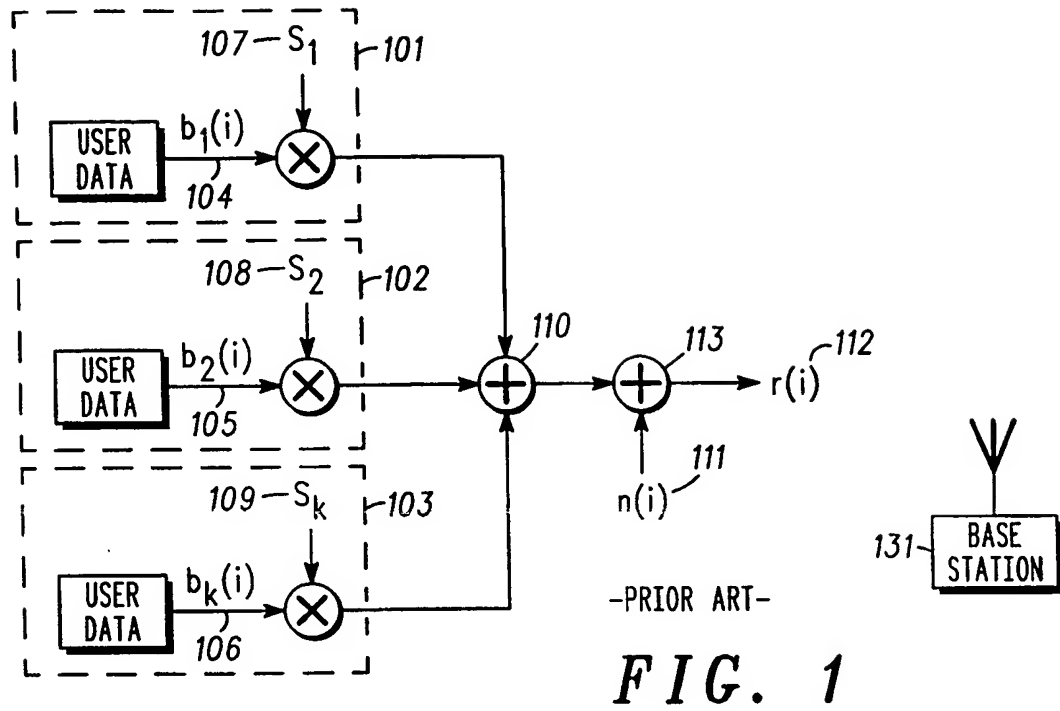 107 S1
101
USER DATA
b1(i)
104
108 S2
102
USER DATA
b2(i)
105
109 Sk
103
USER DATA
bk(i)
106
110
113
r(i) 112
n(i) 111
131
BASE STATION
-PRIOR ART-
FIG. 1